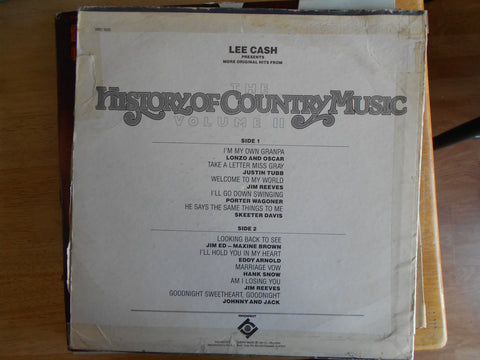 LEE CASH
PRESENTS
MORE ORIGINAL HITS FROM
THE
HISTORY OF COUNTRY MUSIC
VOLUME II
SIDE 1
I'M MY OWN GRANPA
LONZO AND OSCAR
TAKE A LETTER MISS GRAY
JUSTIN TUBB
WELCOME TO MY WORLD
JIM REEVES
I'LL GO DOWN SWINGING
PORTER WAGONER
HE SAYS THE SAME THINGS TO ME
SKEETER DAVIS
SIDE 2
LOOKING BACK TO SEE
JIM ED – MAXINE BROWN
I'LL HOLD YOU IN MY HEART
EDDY ARNOLD
MARRIAGE VOW
HANK SNOW
AM I LOSING YOU
JIM REEVES
GOODNIGHT SWEETHEART, GOODNIGHT
JOHNNY AND JACK